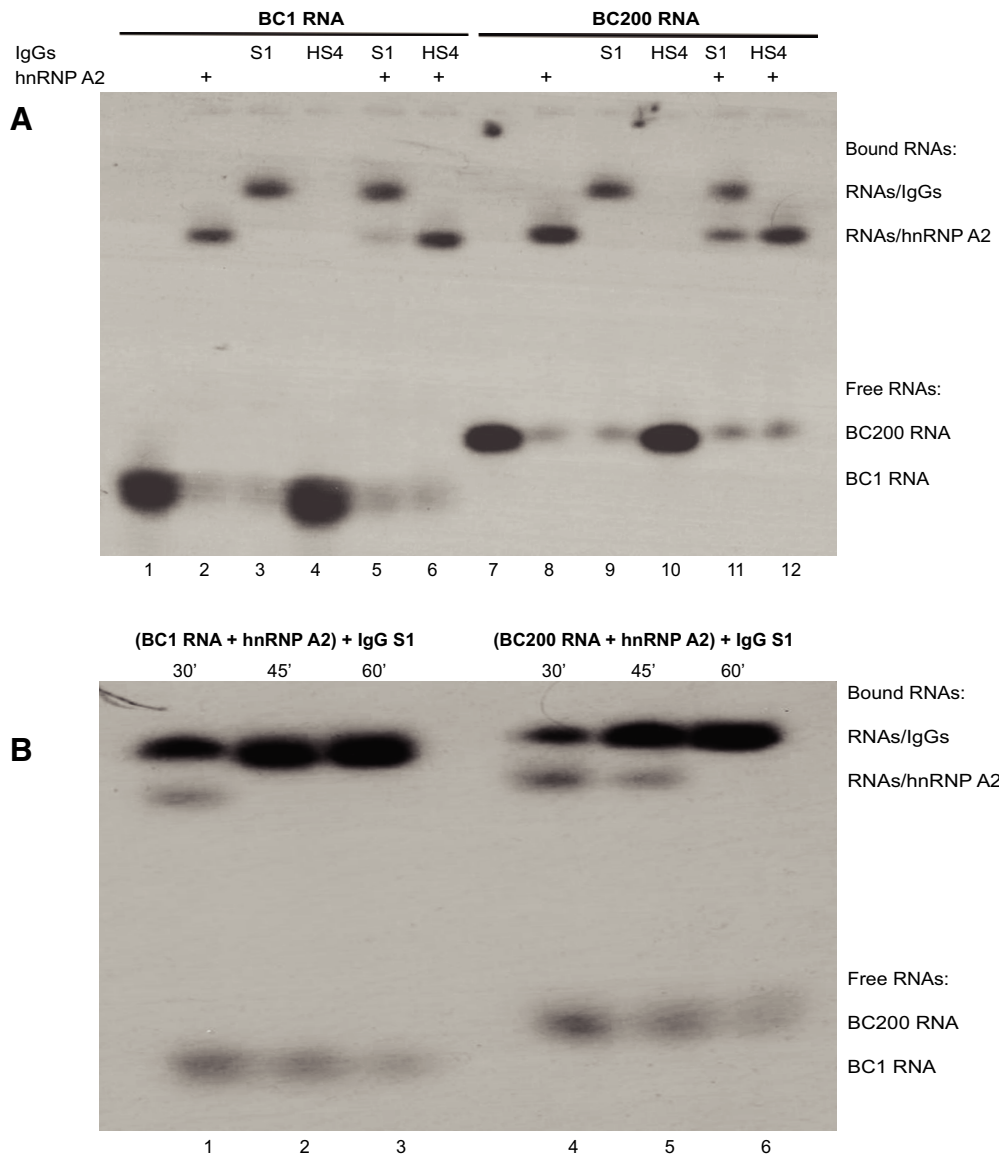 BC1 RNA BC200 RNA
IgGs S1 HS4 S1 HS4 S1 HS4 S1 HS4
hnRNP A2 + + + + + +
A
Bound RNAs:
RNAs/IgGs
RNAs/hnRNP A2
Free RNAs:
BC200 RNA
BC1 RNA
1 2 3 4 5 6 7 8 9 10 11 12
(BC1 RNA + hnRNP A2) + IgG S1 (BC200 RNA + hnRNP A2) + IgG S1
30’ 45’ 60’ 30’ 45’ 60’
B
Bound RNAs:
RNAs/IgGs
RNAs/hnRNP A2
Free RNAs:
BC200 RNA
BC1 RNA
1 2 3 4 5 6